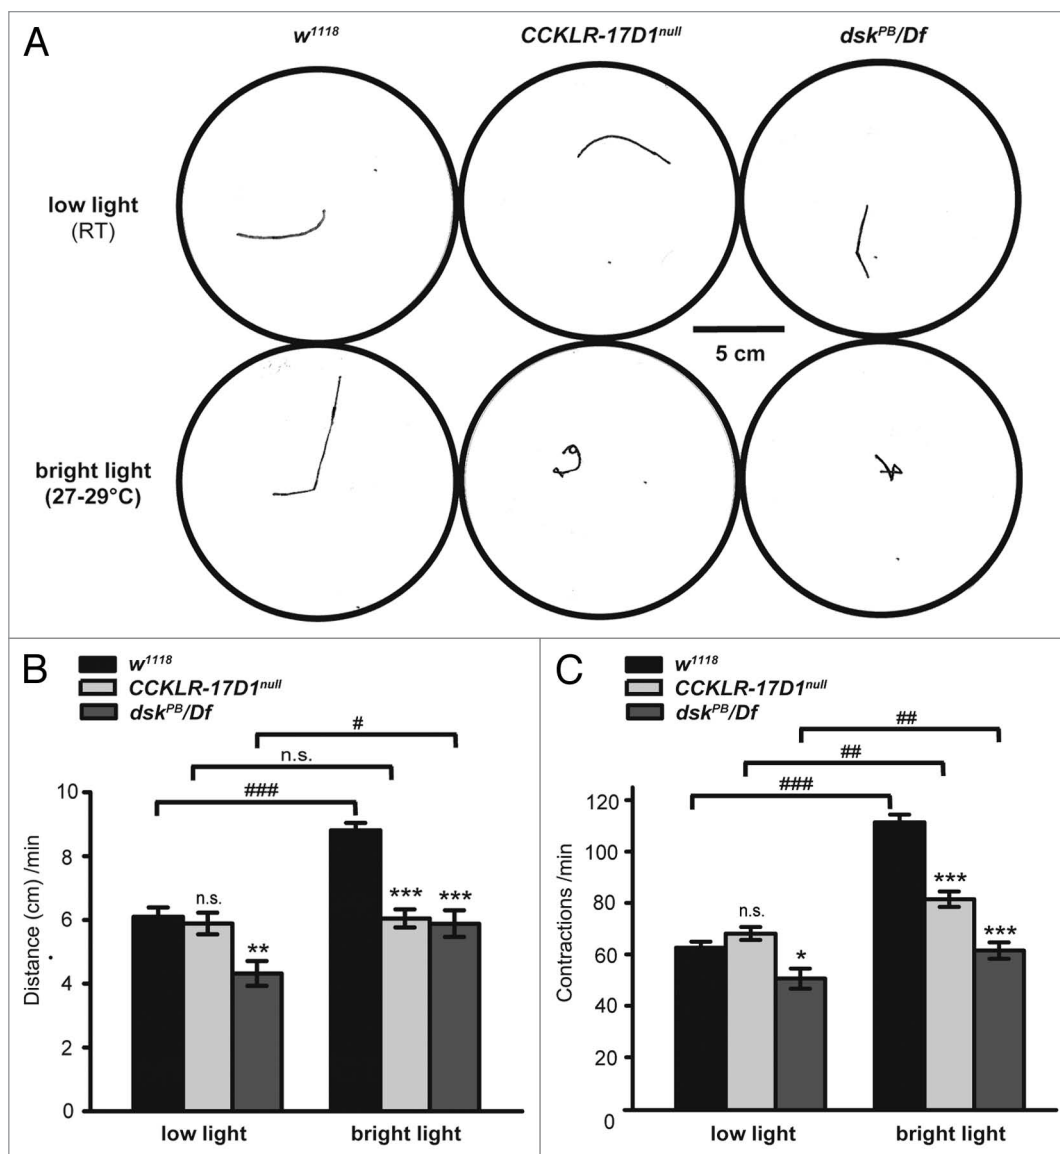 A
w1118
CCKLR-17D1null
dskPB/Df
low light
(RT)
5 cm
bright light
(27-29°C)
B
w1118
CCKLR-17D1null
dskPB/Df
#
n.s.
###
10
8
6
4
2
0
Distance (cm) /min
n.s.
**
***
***
low light
bright light
C
w1118
CCKLR-17D1null
dskPB/Df
##
##
###
120
100
80
60
40
20
0
Contractions /min
n.s.
*
***
***
low light
bright light